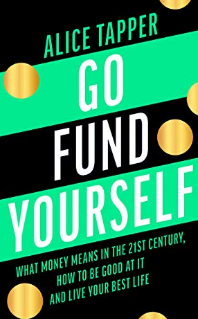 ALICE TAPPER
GO
FUND
YOURSELF
WHAT MONEY MEANS IN THE 21ST CENTURY,
HOW TO BE GOOD AT IT
AND LIVE YOUR BEST LIFE